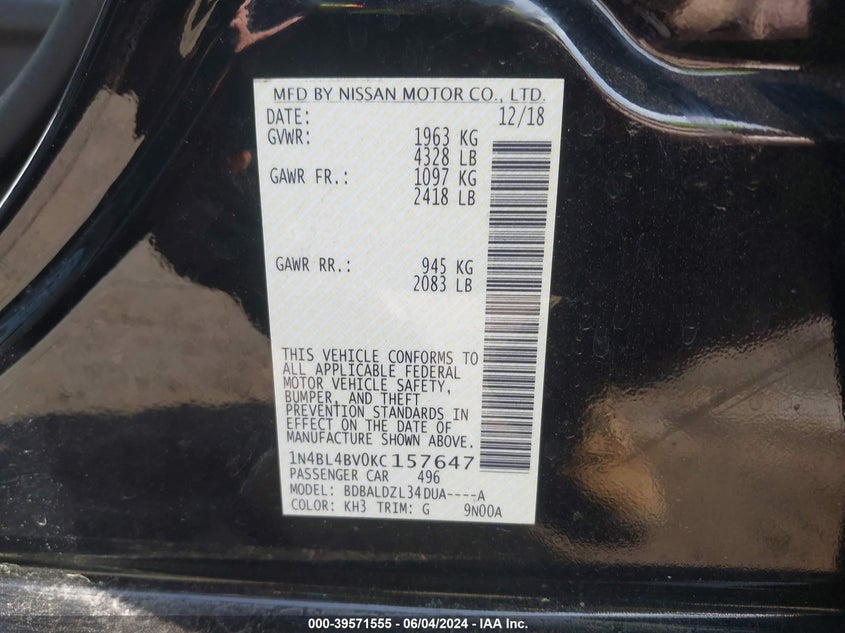 MFD BY NISSAN MOTOR CO., LTD.
DATE: 12/18
GVWR: 1963 KG
4328 LB
GAWR FR.: 1097 KG
2418 LB
GAWR RR.: 945 KG
2083 LB
THIS VEHICLE CONFORMS TO
ALL APPLICABLE FEDERAL
MOTOR VEHICLE SAFETY,
BUMPER, AND THEFT
PREVENTION STANDARDS IN
EFFECT ON THE DATE OF
MANUFACTURE SHOWN ABOVE.
1N4BL4BV0KC157647
PASSENGER CAR 496
MODEL: BDBALDZL34DUA----A
COLOR: KH3 TRIM: G 9N00A
000-39571555 - 06/04/2024 - IAA Inc.